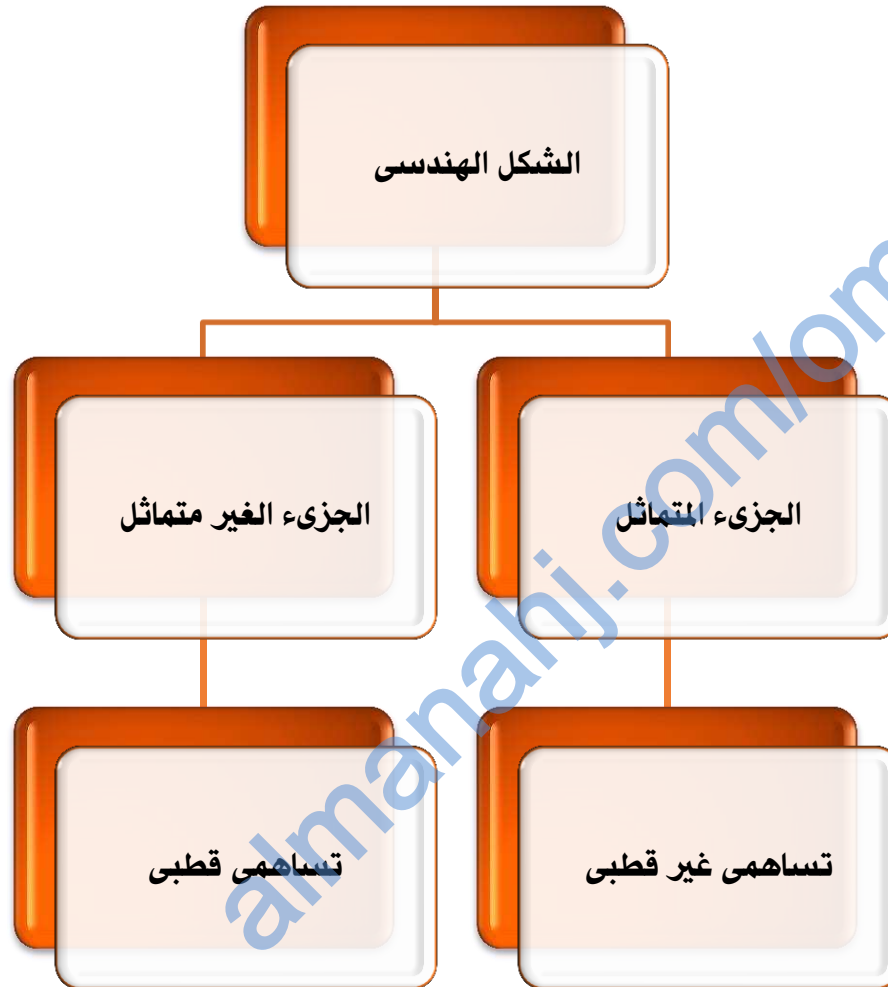 الشكل الهندسى
الجزىء المتماثل
الجزىء الغير متماثل
تساهمى غير قطبى
تساهمى قطبى
almanahj.com/om